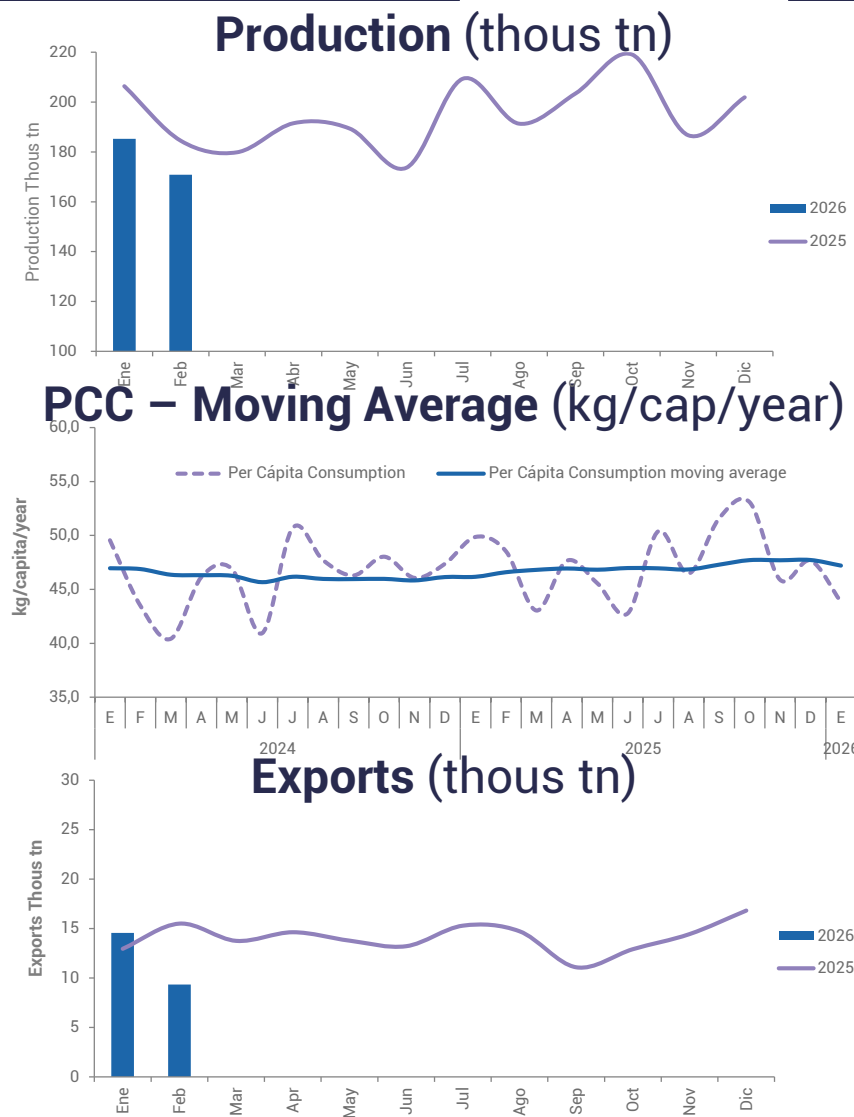 Production (thous tn)
220
200
180
160
140
120
100
Production Thous tn
2026
2025
Ene Feb Mar Abr May Jun Jul Ago Sep Oct Nov Dic
PCC – Moving Average (kg/cap/year)
60,0
55,0
50,0
45,0
40,0
35,0
kg/capita/year
Per Cápita Consumption Per Cápita Consumption moving average
E F M A M J J A S O N D E F M A M J J A S O N D E
2024 2025 2026
Exports (thous tn)
30
25
20
15
10
5
0
Exports Thous tn
2026
2025
Ene Feb Mar Apr May Jun Jul Ago Sep Oct Nov Dic